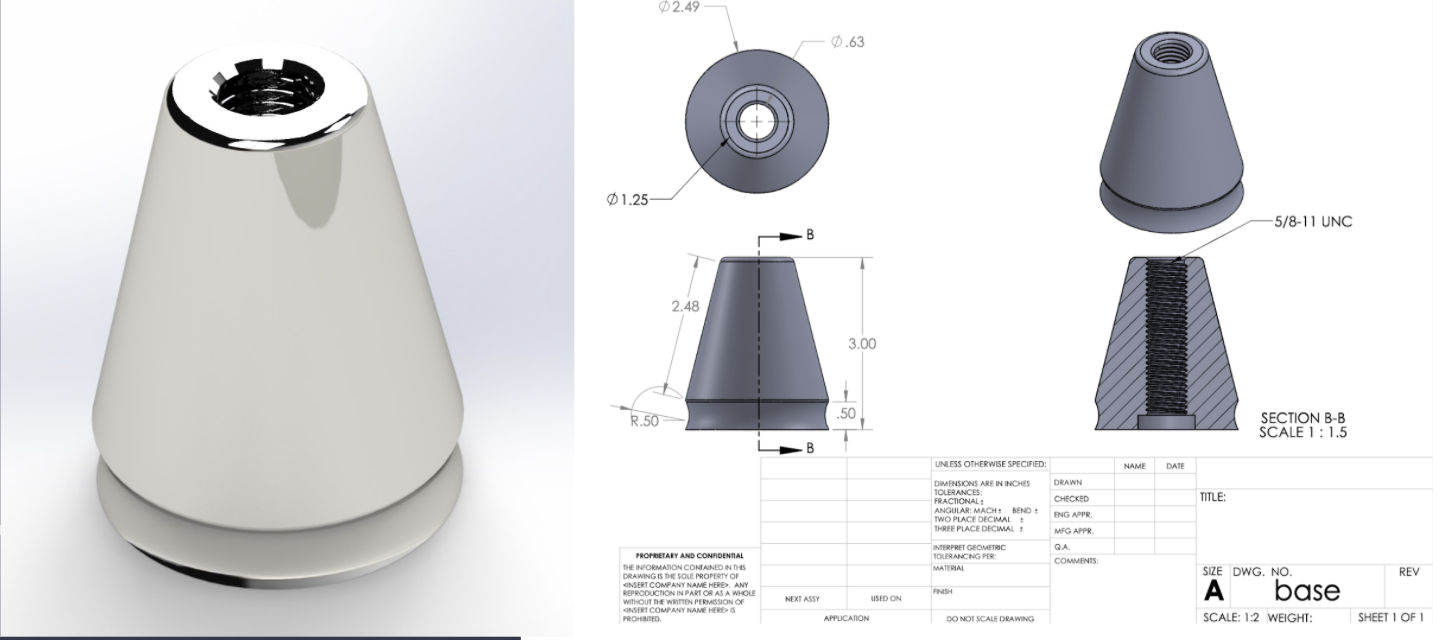 Ø2.49
Ø.63
Ø1.25
B
2.48
3.00
R.50
.50
B
5/8-11 UNC
SECTION B-B
SCALE 1 : 1.5
PROPRIETARY AND CONFIDENTIAL
THE INFORMATION CONTAINED IN THIS
DRAWING IS THE SOLE PROPERTY OF
<INSERT COMPANY NAME HERE>. ANY
REPRODUCTION IN PART OR AS A WHOLE
WITHOUT THE WRITTEN PERMISSION OF
<INSERT COMPANY NAME HERE> IS
PROHIBITED.
NEXT ASSY
USED ON
APPLICATION
UNLESS OTHERWISE SPECIFIED:
DIMENSIONS ARE IN INCHES
TOLERANCES:
FRACTIONAL ±
ANGULAR: MACH ± BEND ±
TWO PLACE DECIMAL ±
THREE PLACE DECIMAL ±
INTERPRET GEOMETRIC
TOLERANCING PER:
MATERIAL
FINISH
DO NOT SCALE DRAWING
NAME
DATE
DRAWN
CHECKED
ENG APPR.
MFG APPR.
Q.A.
COMMENTS:
TITLE:
SIZE
A
DWG. NO.
base
REV
SCALE: 1:2
WEIGHT:
SHEET 1 OF 1